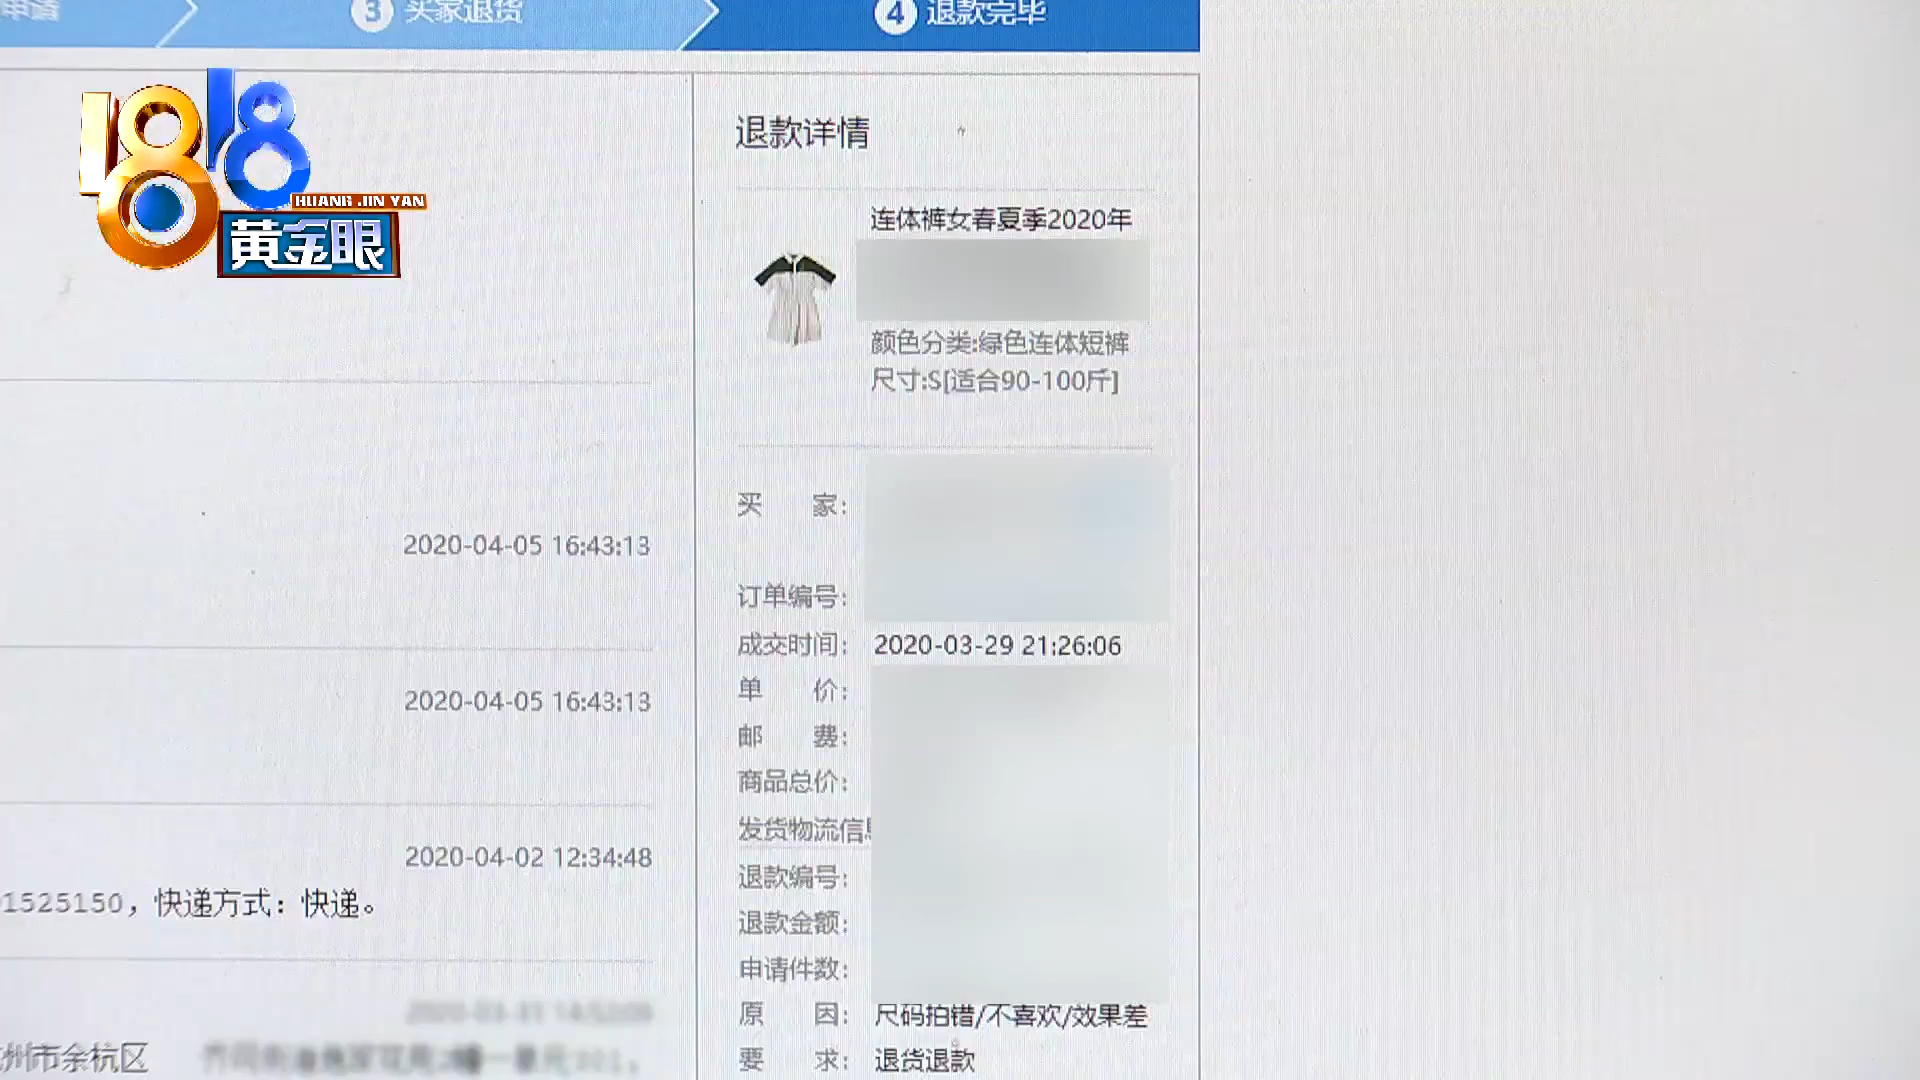 申请
3 买家退货
4 退款完毕
1818
HUANG JIN YAN
黄金眼
退款详情
连体裤女春夏季2020年
颜色分类:绿色连体短裤
尺寸:S[适合90-100斤]
2020-04-05 16:43:13
2020-04-05 16:43:13
2020-04-02 12:34:48
1525150，快递方式：快递。
州市余杭区
买 家：
订单编号：
成交时间： 2020-03-29 21:26:06
单 价：
邮 费：
商品总价：
发货物流信息
退款编号：
退款金额：
申请件数：
原 因： 尺码拍错/不喜欢/效果差
要 求： 退货退款